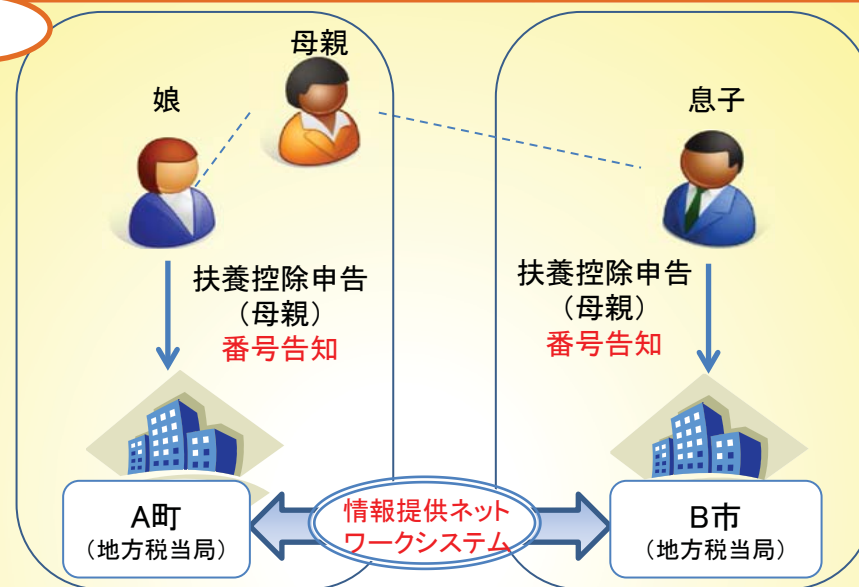 母親
娘
息子
扶養控除申告
（母親）
番号告知
扶養控除申告
（母親）
番号告知
A町
（地方税当局）
情報提供ネット
ワークシステム
B市
（地方税当局）